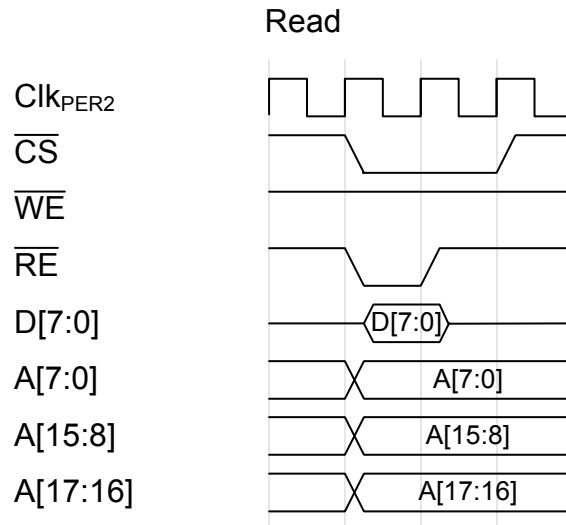 Read
ClkPER2
CS
WE
RE
D[7:0] D[7:0]
A[7:0] A[7:0]
A[15:8] A[15:8]
A[17:16] A[17:16]